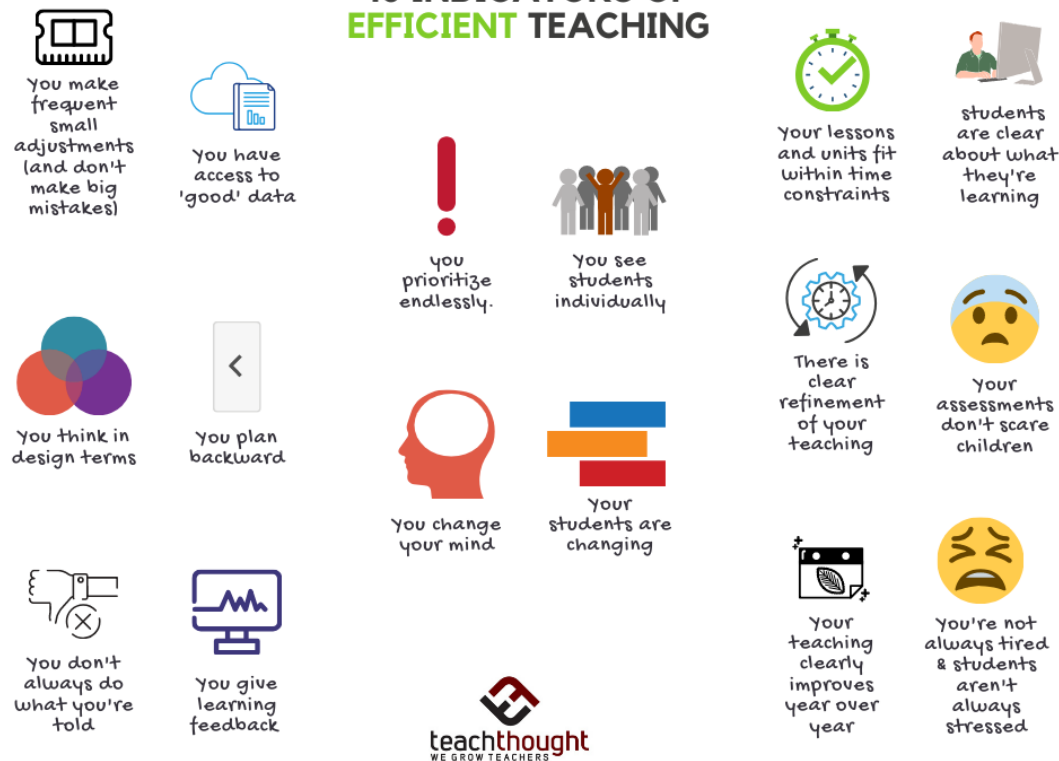 EFFICIENT TEACHING
You make
frequent
small
adjustments
(and don't
make big
mistakes)
You have
access to
'good' data
you
prioritize
endlessly.
You see
students
individually
Your lessons
and units fit
within time
constraints
students
are clear
about what
they're
learning
You think in
design terms
You plan
backward
You change
your mind
Your
students are
changing
There is
clear
refinement
of your
teaching
Your
assessments
don't scare
children
You don't
always do
what you're
told
You give
learning
feedback
Your
teaching
clearly
improves
year over
year
You're not
always tired
& students
aren't
always
stressed
teachthought
WE GROW TEACHERS